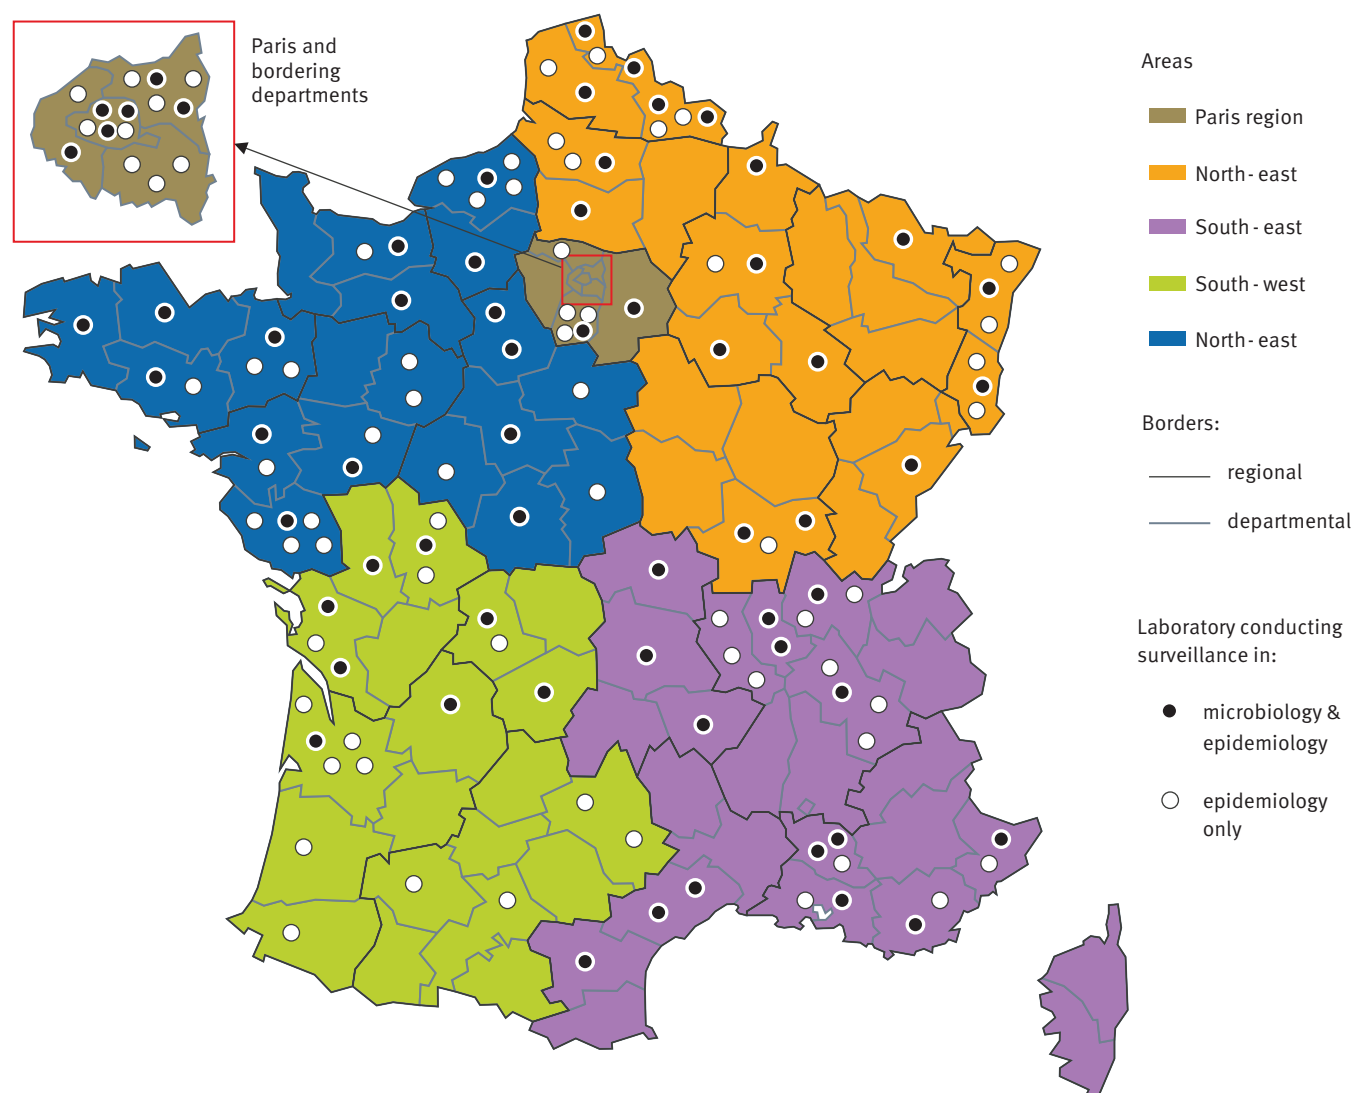 Paris and
bordering
departments
Areas
Paris region
North - east
South - east
South - west
North - east
Borders:
regional
departmental
Laboratory conducting
surveillance in:
microbiology &
epidemiology
epidemiology
only